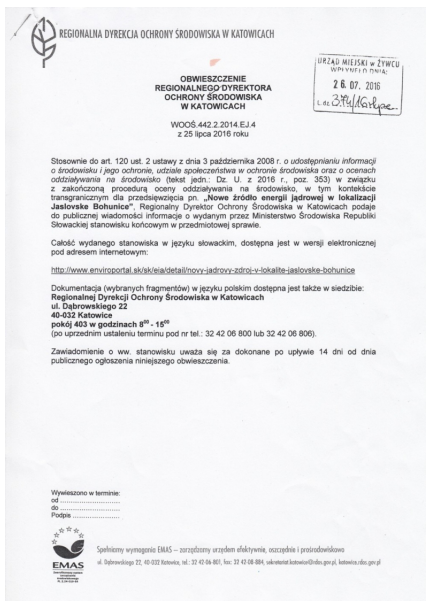 REGIONALNA DYREKCJA OCHRONY ŚRODOWISKA W KATOWICACH
URZĄD MIEJSKI w ŻYWCU
WPŁYNĘŁO DNIA:
26. 07. 2016
L. dz.
OBWIESZCZENIE
REGIONALNEGO DYREKTORA
OCHRONY ŚRODOWISKA
W KATOWICACH
WOOŚ.442.2.2014.EJ.4
z 25 lipca 2016 roku
Stosownie do art. 120 ust. 2 ustawy z dnia 3 października 2008 r. o udostępnianiu informacji
o środowisku i jego ochronie, udziale społeczeństwa w ochronie środowiska oraz o ocenach
oddziaływania na środowisko (tekst jedn.: Dz. U. z 2016 r., poz. 353) w związku
z zakończoną procedurą oceny oddziaływania na środowisko, w tym kontekście
transgranicznym dla przedsięwzięcia pn. „Nowe źródło energii jądrowej w lokalizacji
Jaslovske Bohunice", Regionalny Dyrektor Ochrony Środowiska w Katowicach podaje
do publicznej wiadomości informacje o wydanym przez Ministerstwo Środowiska Republiki
Słowackiej stanowisku końcowym w przedmiotowej sprawie.
Całość wydanego stanowiska w języku słowackim, dostępna jest w wersji elektronicznej
pod adresem internetowym:
http://www.enviroportal.sk/sk/eia/detail/novy-jadrovy-zdroj-v-lokalite-jaslovske-bohunice
Dokumentacja (wybranych fragmentów) w języku polskim dostępna jest także w siedzibie:
Regionalnej Dyrekcji Ochrony Środowiska w Katowicach
ul. Dąbrowskiego 22
40-032 Katowice
pokój 403 w godzinach 8⁰⁰ - 15⁰⁰
(po uprzednim ustaleniu terminu pod nr tel.: 32 42 06 800 lub 32 42 06 806).
Zawiadomienie o ww. stanowisku uważa się za dokonane po upływie 14 dni od dnia
publicznego ogłoszenia niniejszego obwieszczenia.
Wywieszono w terminie:
od ........................
do ........................
Podpis ...................
EMAS
Spełniamy wymagania EMAS – zarządzamy urzędem efektywnie, oszczędnie i prośrodowiskowo
ul. Dąbrowskiego 22, 40-032 Katowice, tel.: 32 42-06-801, fax: 32 42-08-884, sekretariat.katowice@rdos.gov.pl, katowice.rdos.gov.pl